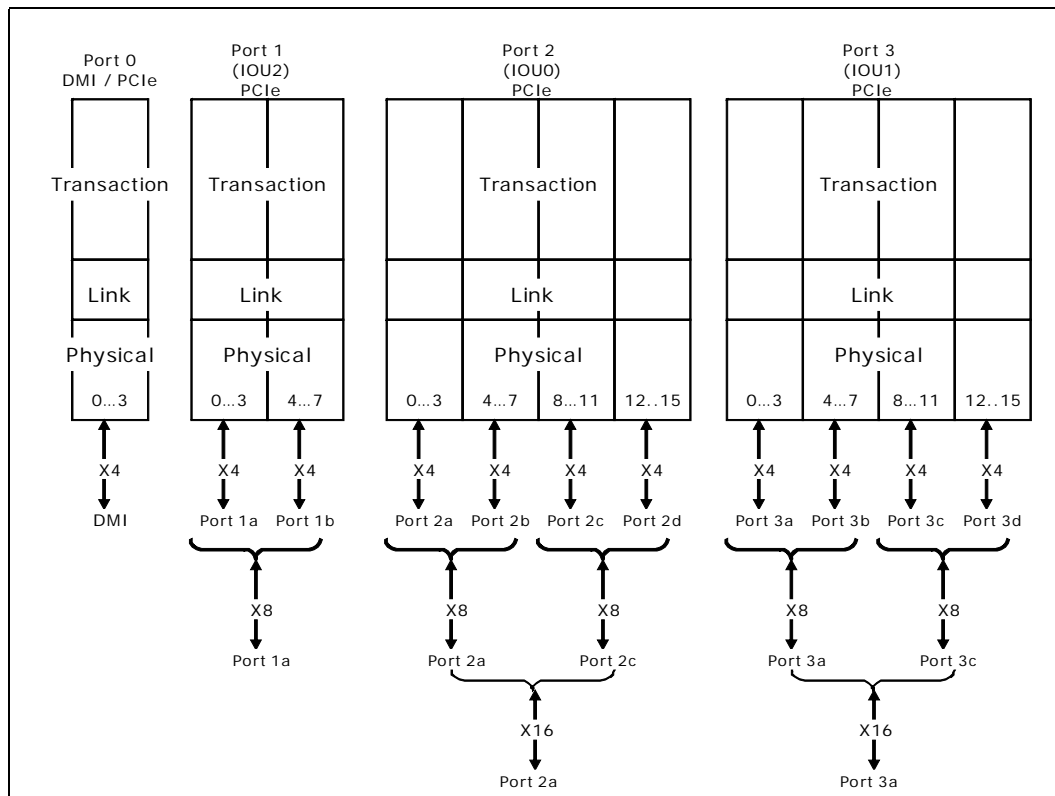 Port 0
DMI / PCIe
Port 1
(IOU2)
PCIe
Port 2
(IOU0)
PCIe
Port 3
(IOU1)
PCIe
Transaction
Transaction
Transaction
Transaction
Link
Link
Link
Link
Physical
Physical
Physical
Physical
0...3
0...3
4...7
0...3
4...7
8...11
12..15
0...3
4...7
8...11
12..15
X4
X4
X4
X4
X4
X4
X4
X4
X4
X4
X4
DMI
Port 1a
Port 1b
Port 2a
Port 2b
Port 2c
Port 2d
Port 3a
Port 3b
Port 3c
Port 3d
X8
X8
X8
X8
X8
Port 1a
Port 2a
Port 2c
Port 3a
Port 3c
X16
X16
Port 2a
Port 3a